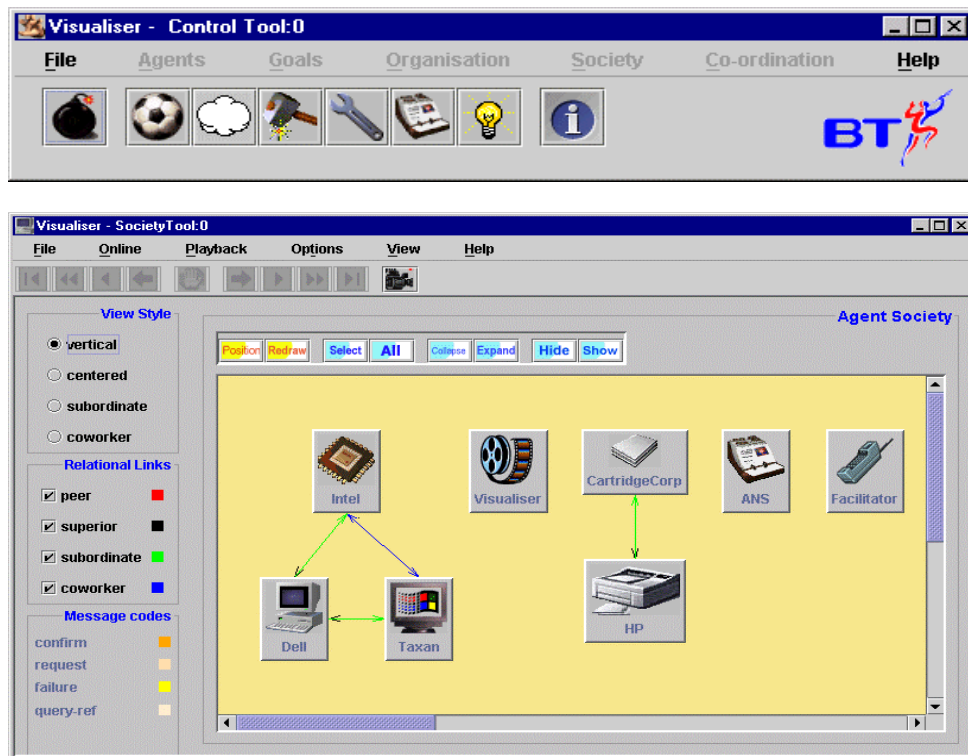 Visualiser - Control Tool:0
File Agents Goals Organisation Society Co-ordination Help
BT
Visualiser - SocietyTool:0
File Online Playback Options View Help
View Style
vertical
centered
subordinate
coworker
Relational Links
peer
superior
subordinate
coworker
Message codes
confirm
request
failure
query-ref
Agent Society
Position Redraw Select All Collapse Expand Hide Show
Intel
Visualiser
CartridgeCorp
ANS
Facilitator
Dell
Taxan
HP